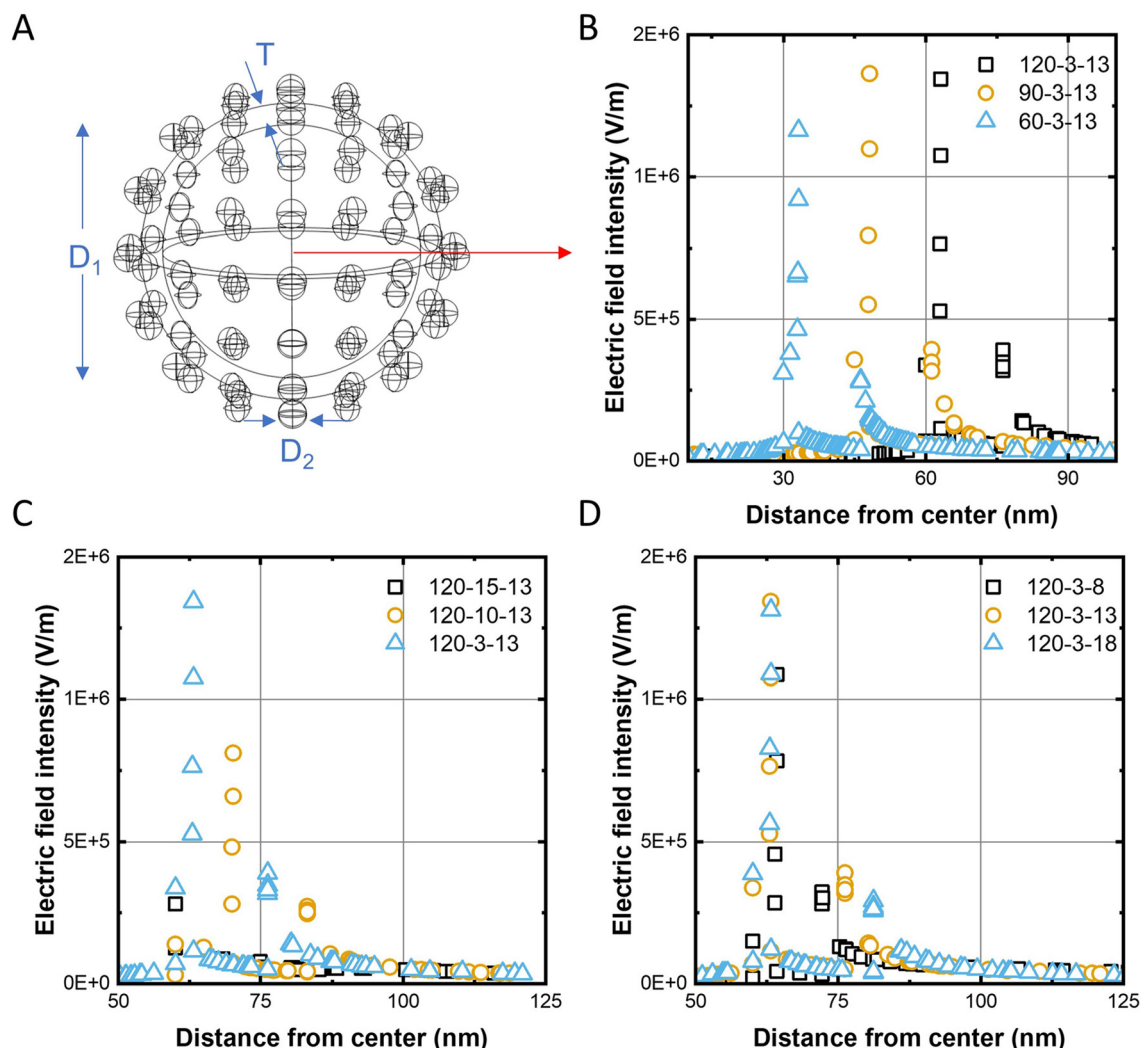 A
T
D1
D2
B
2E+6
1E+6
5E+5
0E+0
Electric field intensity (V/m)
120-3-13
90-3-13
60-3-13
30
60
90
Distance from center (nm)
C
2E+6
1E+6
5E+5
0E+0
Electric field intensity (V/m)
120-15-13
120-10-13
120-3-13
50
75
100
125
Distance from center (nm)
D
2E+6
1E+6
5E+5
0E+0
Electric field intensity (V/m)
120-3-8
120-3-13
120-3-18
50
75
100
125
Distance from center (nm)